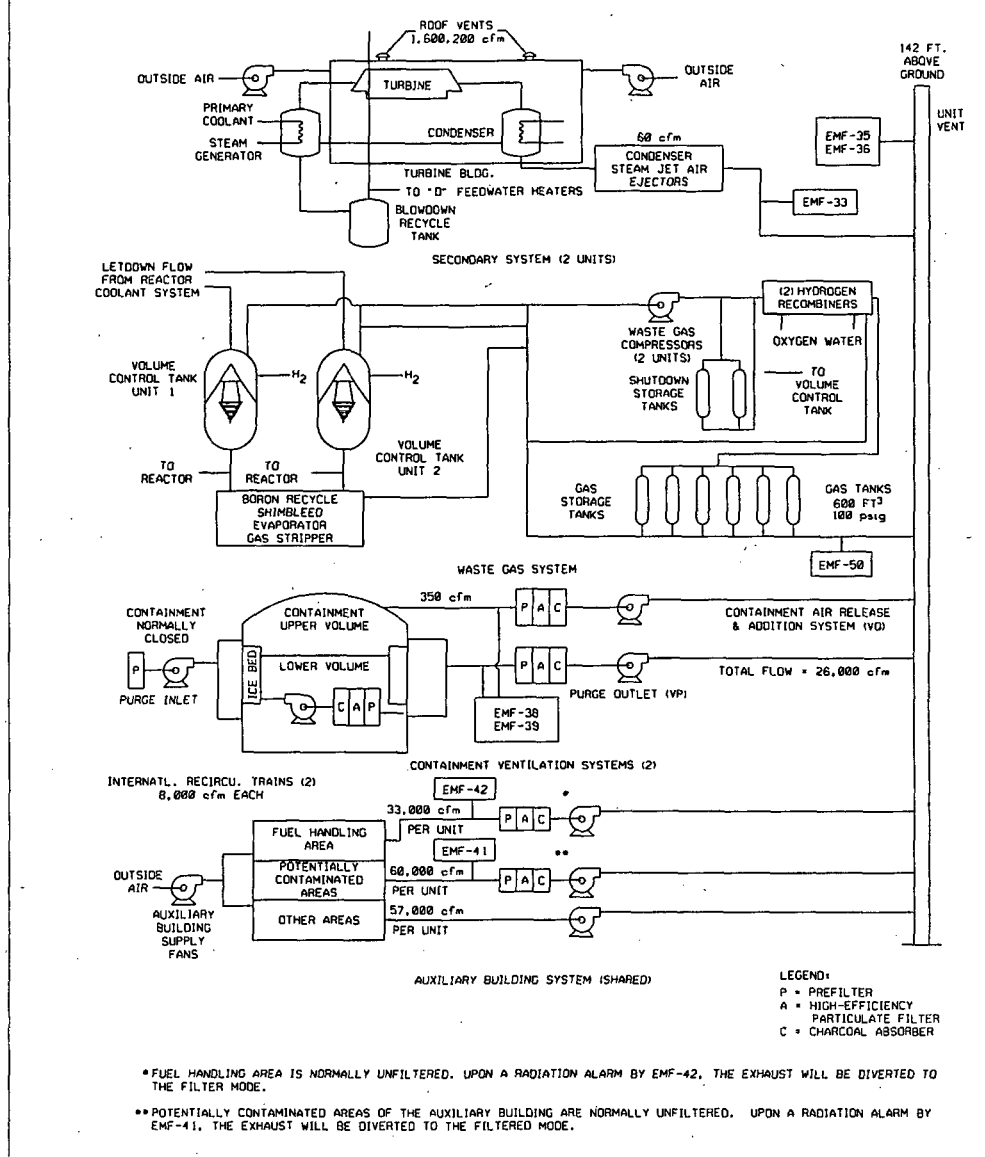 ROOF VENTS
1,600,200 cfm
142 FT.
ABOVE
GROUND
OUTSIDE AIR
TURBINE
OUTSIDE
AIR
UNIT
VENT
PRIMARY
COOLANT
STEAM
GENERATOR
CONDENSER
60 cfm
CONDENSER
STEAM JET AIR
EJECTORS
EMF-35
EMF-36
TURBINE BLDG.
TO "D" FEEDWATER HEATERS
BLOWDOWN
RECYCLE
TANK
EMF-33
SECONDARY SYSTEM (2 UNITS)
LETDOWN FLOW
FROM REACTOR
COOLANT SYSTEM
(2) HYDROGEN
RECOMBINERS
WASTE GAS
COMPRESSORS
(2 UNITS)
OXYGEN WATER
VOLUME
CONTROL TANK
UNIT 1
H2
H2
SHUTDOWN
STORAGE
TANKS
TO
VOLUME
CONTROL
TANK
VOLUME
CONTROL TANK
UNIT 2
TO
REACTOR
TO
REACTOR
BORON RECYCLE
SHIMBLEED
EVAPORATOR
GAS STRIPPER
GAS
STORAGE
TANKS
GAS TANKS
600 FT3
100 psig
EMF-50
WASTE GAS SYSTEM
350 cfm
P A C
CONTAINMENT
NORMALLY
CLOSED
CONTAINMENT
UPPER VOLUME
CONTAINMENT AIR RELEASE
& ADDITION SYSTEM (VQ)
P
PURGE INLET
ICE BED
LOWER VOLUME
C A P
P A C
TOTAL FLOW = 26,000 cfm
PURGE OUTLET (VP)
EMF-38
EMF-39
CONTAINMENT VENTILATION SYSTEMS (2)
INTERNATL. RECIRCU. TRAINS (2)
8,000 cfm EACH
EMF-42
*
33,000 cfm
PER UNIT
P A C
FUEL HANDLING
AREA
EMF-41
**
POTENTIALLY
CONTAMINATED
AREAS
60,000 cfm
PER UNIT
P A C
OUTSIDE
AIR
AUXILIARY
BUILDING
SUPPLY
FANS
OTHER AREAS
57,000 cfm
PER UNIT
AUXILIARY BUILDING SYSTEM (SHARED)
LEGEND:
P = PREFILTER
A = HIGH-EFFICIENCY
PARTICULATE FILTER
C = CHARCOAL ABSORBER
* FUEL HANDLING AREA IS NORMALLY UNFILTERED. UPON A RADIATION ALARM BY EMF-42, THE EXHAUST WILL BE DIVERTED TO
THE FILTER MODE.
** POTENTIALLY CONTAMINATED AREAS OF THE AUXILIARY BUILDING ARE NORMALLY UNFILTERED. UPON A RADIATION ALARM BY
EMF-41, THE EXHAUST WILL BE DIVERTED TO THE FILTERED MODE.